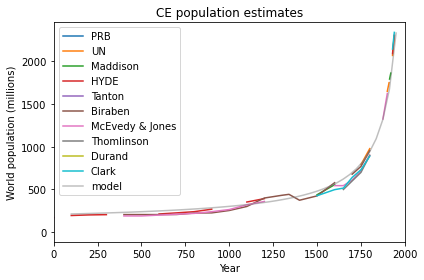 CE population estimates
World population (millions)
2000
1500
1000
500
0
PRB
UN
Maddison
HYDE
Tanton
Biraben
McEvedy & Jones
Thomlinson
Durand
Clark
model
0 250 500 750 1000 1250 1500 1750 2000
Year